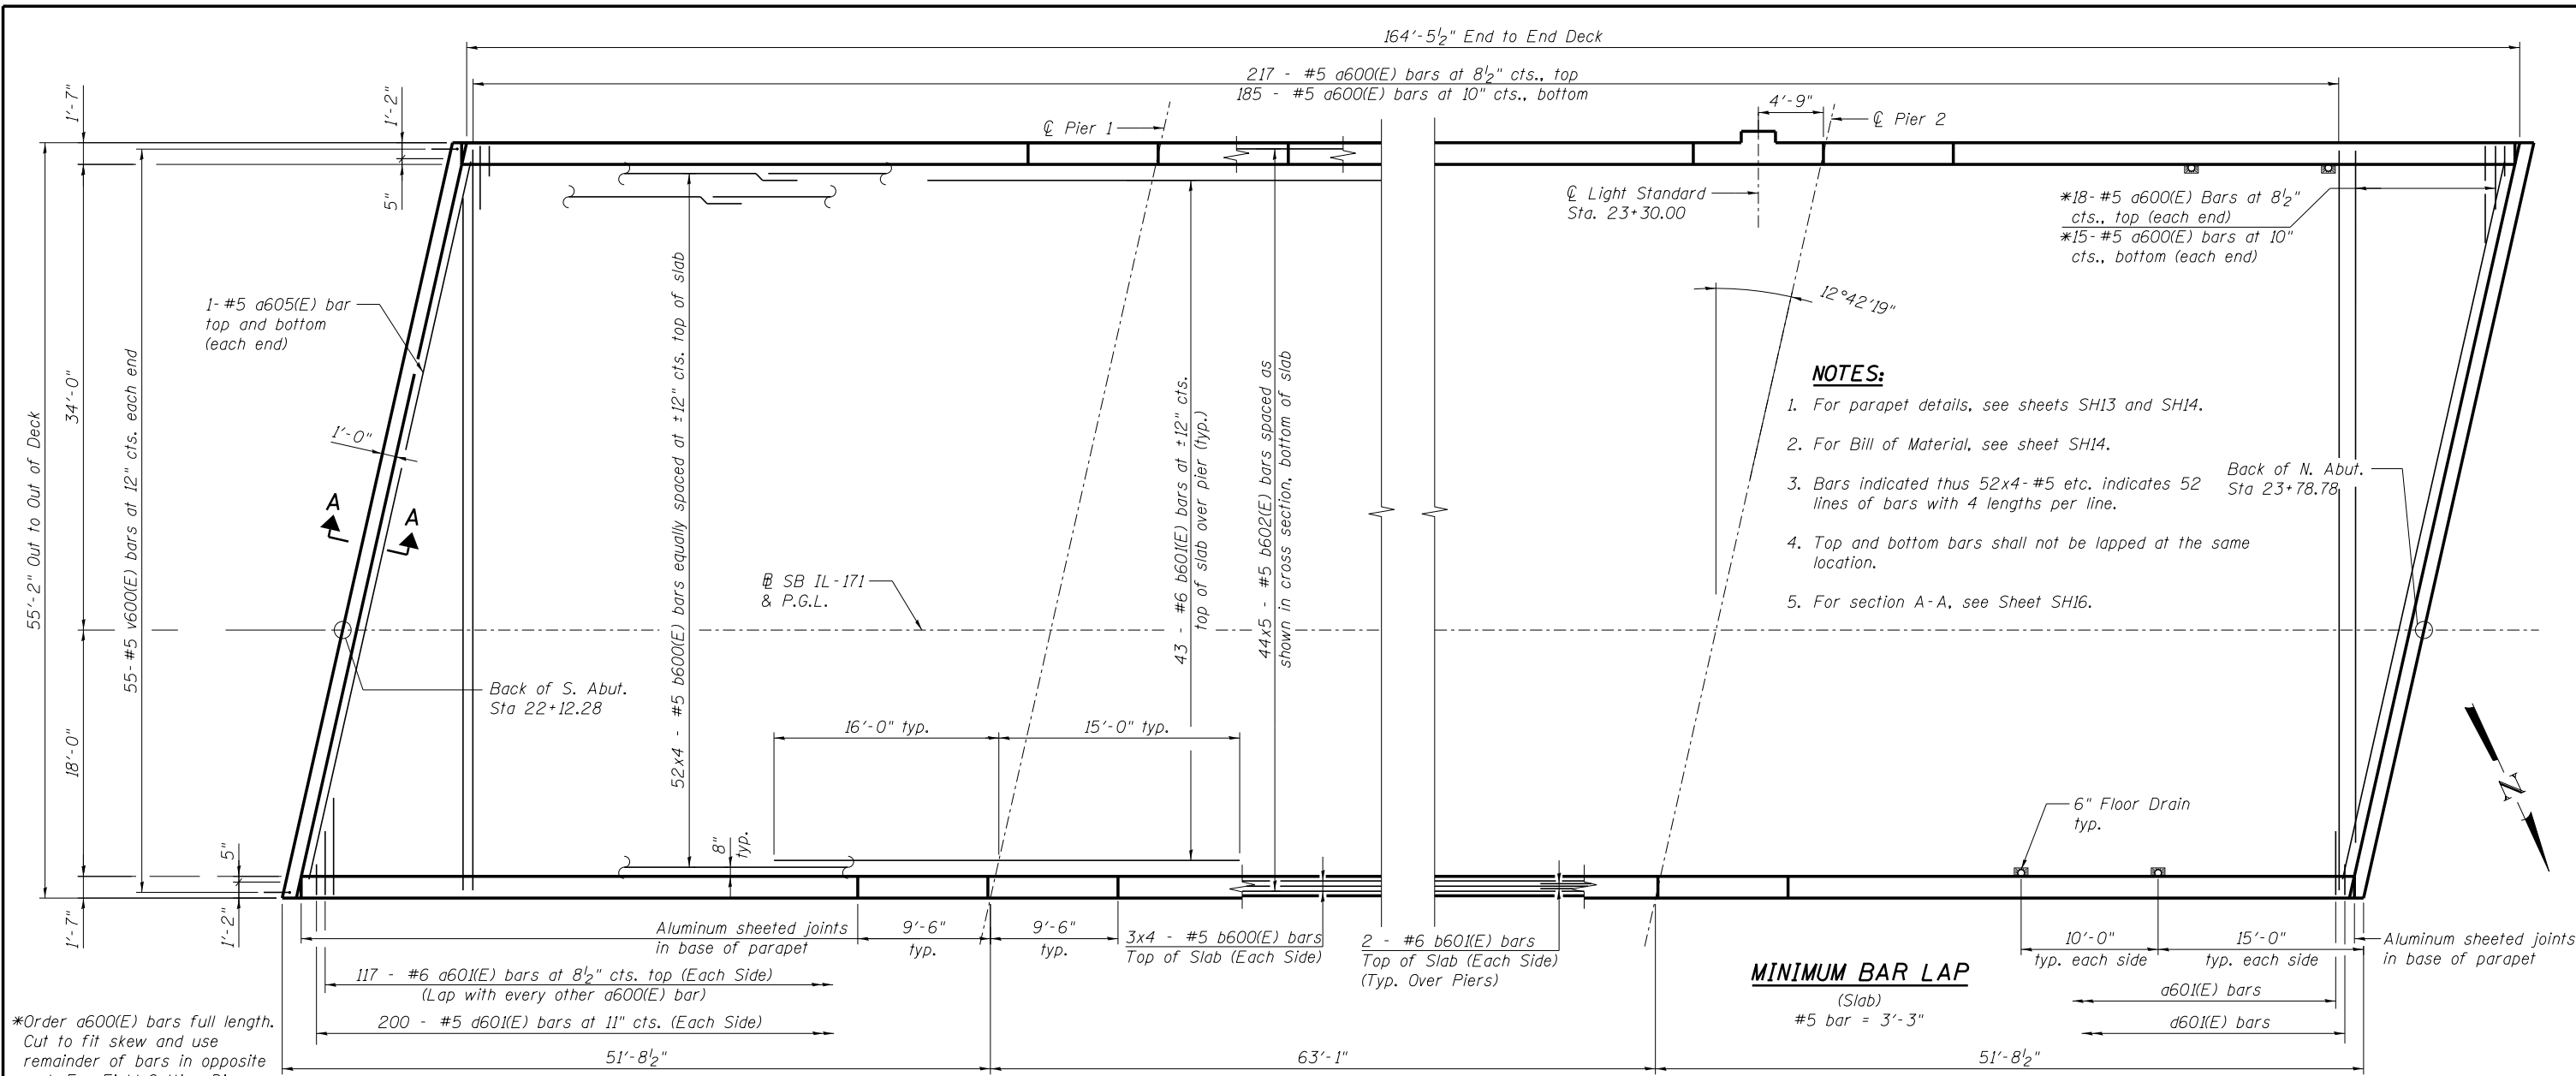 164'-5 1/2" End to End Deck
217 - #5 a600(E) bars at 8 1/2" cts., top
185 - #5 a600(E) bars at 10" cts., bottom
1'-7"
1'-2"
5"
4'-9"
℄ Pier 1
℄ Pier 2
℄ Light Standard
Sta. 23+30.00
*18-#5 a600(E) Bars at 8 1/2"
cts., top (each end)
*15-#5 a600(E) bars at 10"
cts., bottom (each end)
12°42'19"
1-#5 a605(E) bar
top and bottom
(each end)
55'-2" Out to Out of Deck
34'-0"
18'-0"
55-#5 v600(E) bars at 12" cts. each end
1'-0"
A
A
52x4 - #5 b600(E) bars equally spaced at ±12" cts. top of slab
43 - #6 b601(E) bars at ±12" cts.
top of slab over pier (typ.)
44x5 - #5 b602(E) bars spaced as
shown in cross section, bottom of slab
NOTES:
1. For parapet details, see sheets SH13 and SH14.
2. For Bill of Material, see sheet SH14.
3. Bars indicated thus 52x4-#5 etc. indicates 52
lines of bars with 4 lengths per line.
4. Top and bottom bars shall not be lapped at the same
location.
5. For section A-A, see Sheet SH16.
Back of N. Abut.
Sta 23+78.78
℄ SB IL-171
& P.G.L.
Back of S. Abut.
Sta 22+12.28
16'-0" typ.
15'-0" typ.
8"
typ.
6" Floor Drain
typ.
N
5"
1'-7"
1'-2"
Aluminum sheeted joints
in base of parapet
9'-6"
typ.
9'-6"
typ.
3x4 - #5 b600(E) bars
Top of Slab (Each Side)
2 - #6 b601(E) bars
Top of Slab (Each Side)
(Typ. Over Piers)
10'-0"
typ. each side
15'-0"
typ. each side
Aluminum sheeted joints
in base of parapet
MINIMUM BAR LAP
(Slab)
#5 bar = 3'-3"
117 - #6 a601(E) bars at 8 1/2" cts. top (Each Side)
(Lap with every other a600(E) bar)
200 - #5 d601(E) bars at 11" cts. (Each Side)
a601(E) bars
d601(E) bars
*Order a600(E) bars full length.
Cut to fit skew and use
remainder of bars in opposite
51'-8 1/2"
63'-1"
51'-8 1/2"